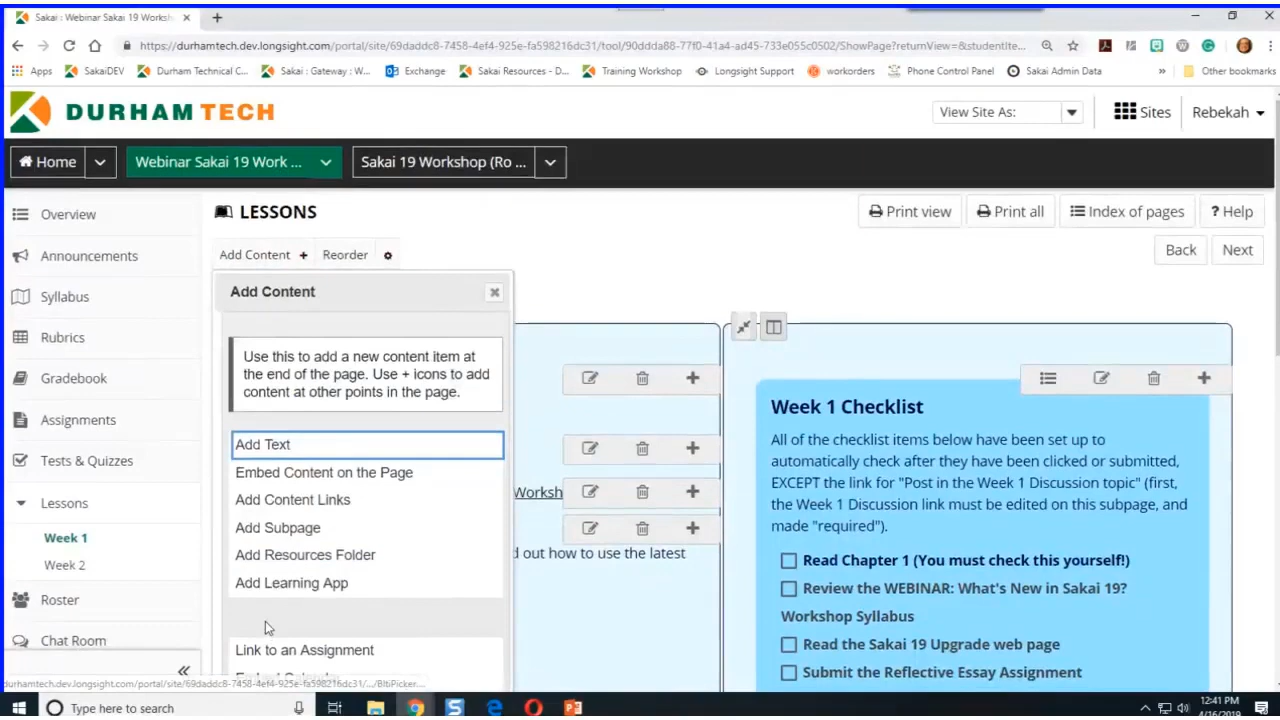 Sakai : Webinar Sakai 19 Worksh
https://durhamtech.dev.longsight.com/portal/site/69daddc8-7458-4ef4-925e-fa598216dc31/tool/90ddda88-77f0-41a4-ad45-733e055c0502/ShowPage?returnView=&studentIte...
Apps SakaiDEV Durham Technical C... Sakai : Gateway : W... Exchange Sakai Resources - D... Training Workshop Longsight Support workorders Phone Control Panel Sakai Admin Data » Other bookmarks
DURHAM TECH
View Site As: Sites Rebekah
Home Webinar Sakai 19 Work ... Sakai 19 Workshop (Ro ...
Overview
Announcements
Syllabus
Rubrics
Gradebook
Assignments
Tests & Quizzes
Lessons
Week 1
Week 2
Roster
Chat Room
LESSONS
Print view Print all Index of pages ? Help
Add Content + Reorder
Back Next
Add Content
Use this to add a new content item at
the end of the page. Use + icons to add
content at other points in the page.
Add Text
Embed Content on the Page
Add Content Links
Add Subpage
Add Resources Folder
Add Learning App
Link to an Assignment
Worksh
d out how to use the latest
Week 1 Checklist
All of the checklist items below have been set up to
automatically check after they have been clicked or submitted,
EXCEPT the link for "Post in the Week 1 Discussion topic" (first,
the Week 1 Discussion link must be edited on this subpage, and
made "required").
Read Chapter 1 (You must check this yourself!)
Review the WEBINAR: What's New in Sakai 19?
Workshop Syllabus
Read the Sakai 19 Upgrade web page
Submit the Reflective Essay Assignment
durhamtech.dev.longsight.com/portal/site/69daddc8-7458-4ef4-925e-fa598216dc31/.../BltiPicker....
Type here to search
12:41 PM
4/16/2019